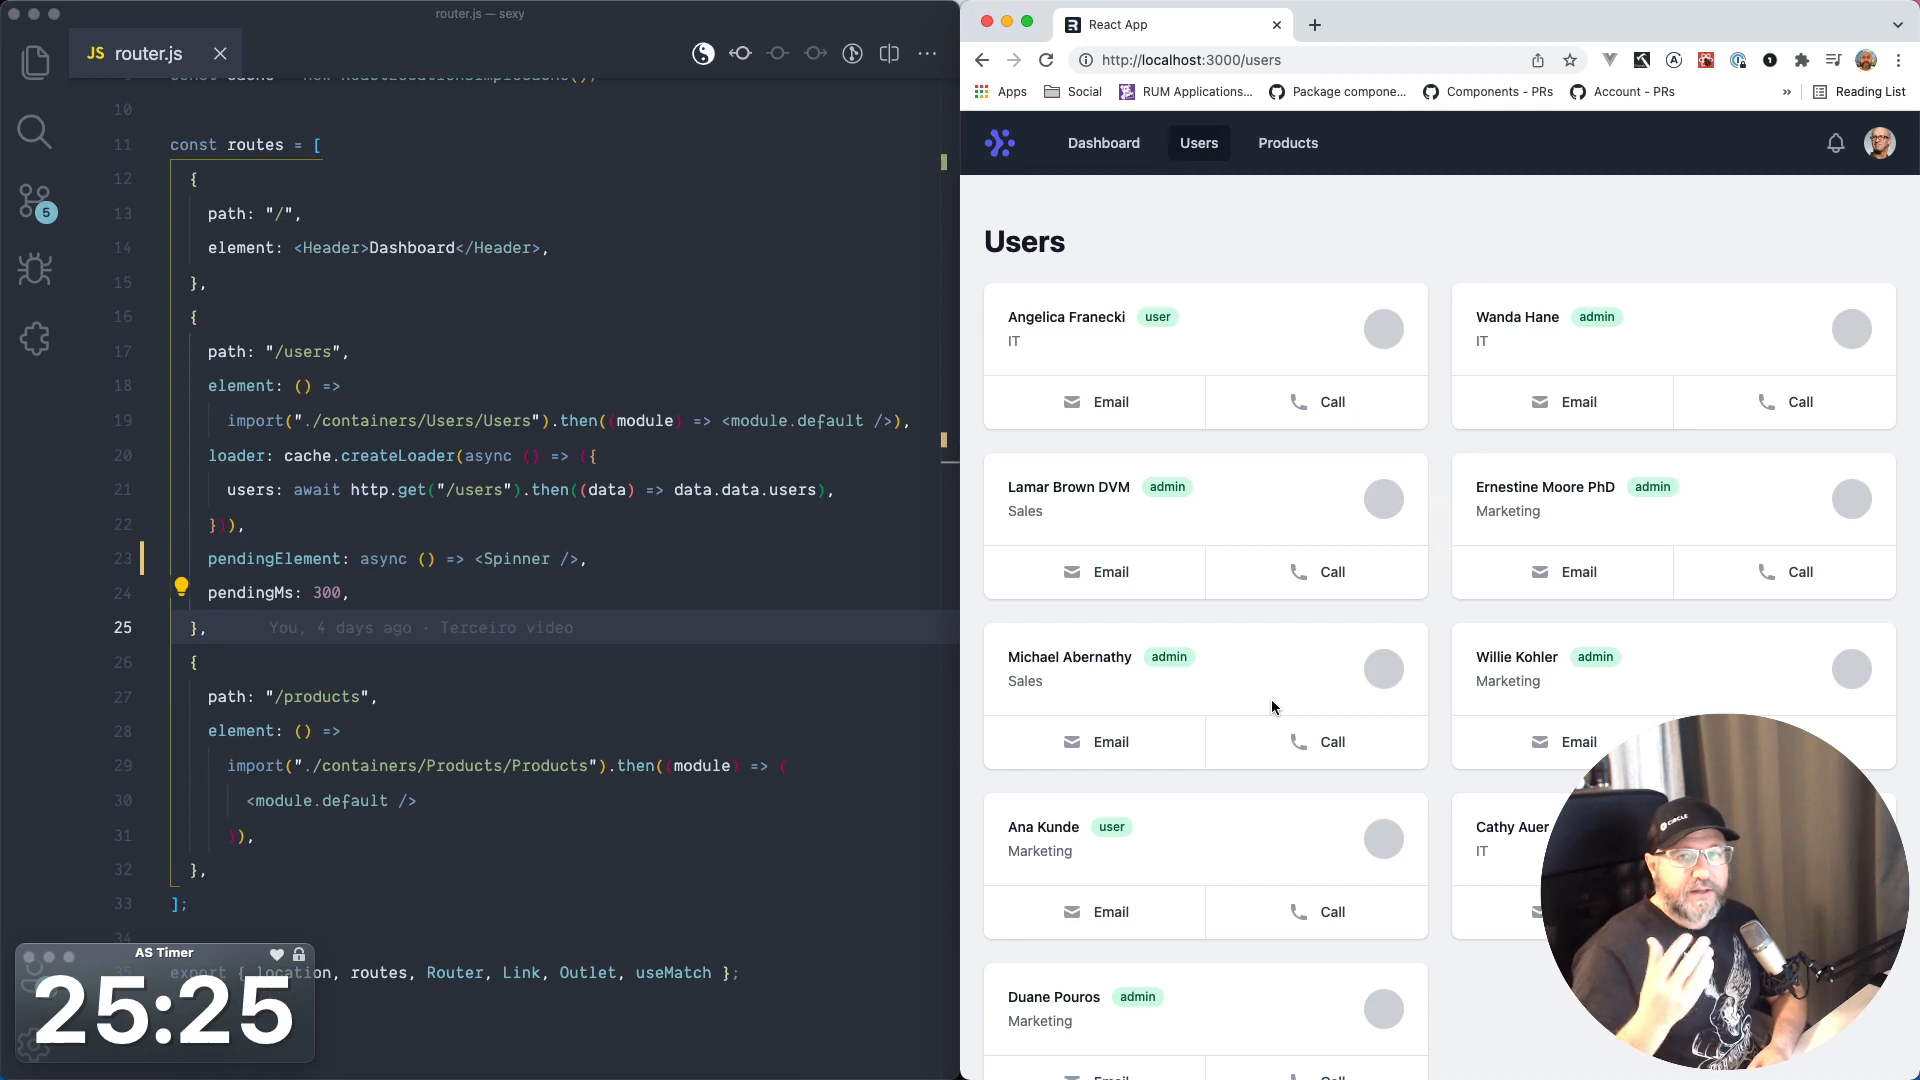 router.js — sexy
JS router.js
10
11 const routes = [
12 {
13 path: "/",
14 element: <Header>Dashboard</Header>,
15 },
16 {
17 path: "/users",
18 element: () =>
19 import("./containers/Users/Users").then((module) => <module.default />),
20 loader: cache.createLoader(async () => ({
21 users: await http.get("/users").then((data) => data.data.users),
22 })),
23 pendingElement: async () => <Spinner />,
24 pendingMs: 300,
25 }, You, 4 days ago · Terceiro video
26 {
27 path: "/products",
28 element: () =>
29 import("./containers/Products/Products").then((module) => (
30 <module.default />
31 )),
32 },
33 ];
34
35 export { location, routes, Router, Link, Outlet, useMatch };
5
AS Timer
25:25
React App
http://localhost:3000/users
Apps Social RUM Applications... Package compone... Components - PRs Account - PRs » Reading List
Dashboard Users Products
Users
Angelica Franecki user
IT
Email Call
Wanda Hane admin
IT
Email Call
Lamar Brown DVM admin
Sales
Email Call
Ernestine Moore PhD admin
Marketing
Email Call
Michael Abernathy admin
Sales
Email Call
Willie Kohler admin
Marketing
Email
Ana Kunde user
Marketing
Email Call
Cathy Auer
IT
Duane Pouros admin
Marketing
Email Call
CIRCLE